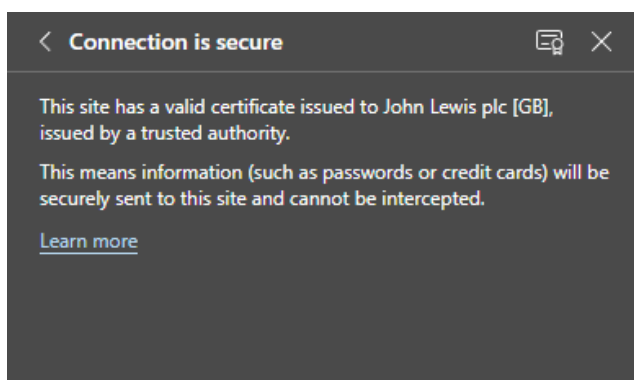 Connection is secure
This site has a valid certificate issued to John Lewis plc [GB],
issued by a trusted authority.
This means information (such as passwords or credit cards) will be
securely sent to this site and cannot be intercepted.
Learn more